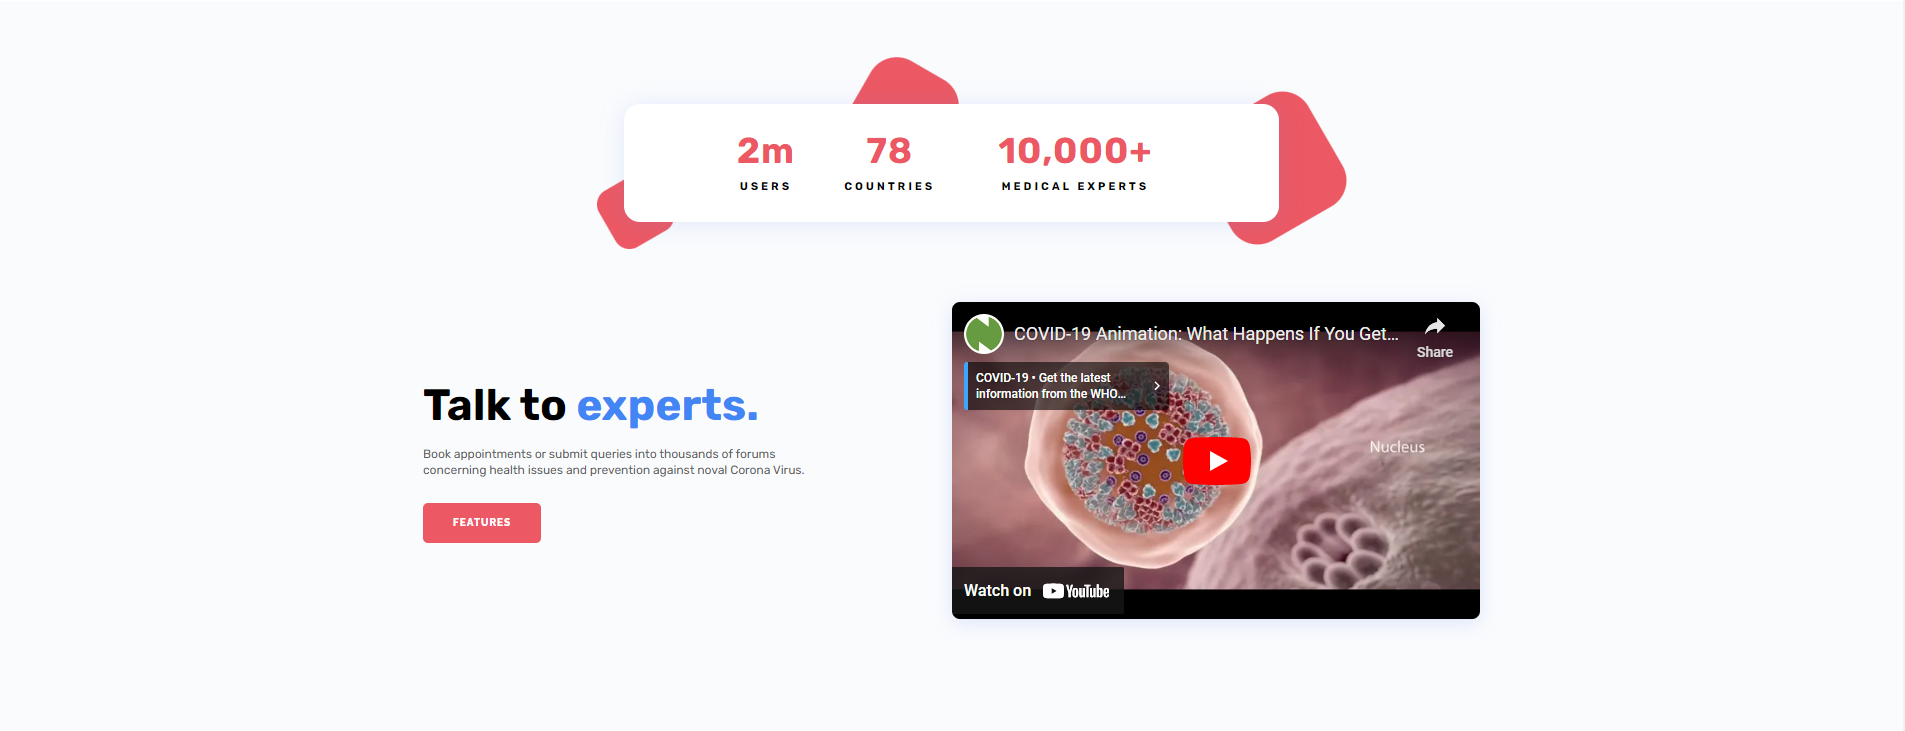 2m
USERS
78
COUNTRIES
10,000+
MEDICAL EXPERTS
Talk to experts.
Book appointments or submit queries into thousands of forums
concerning health issues and prevention against noval Corona Virus.
FEATURES
COVID-19 Animation: What Happens If You Get...
Share
COVID-19 • Get the latest
information from the WHO...
Nucleus
Watch on YouTube